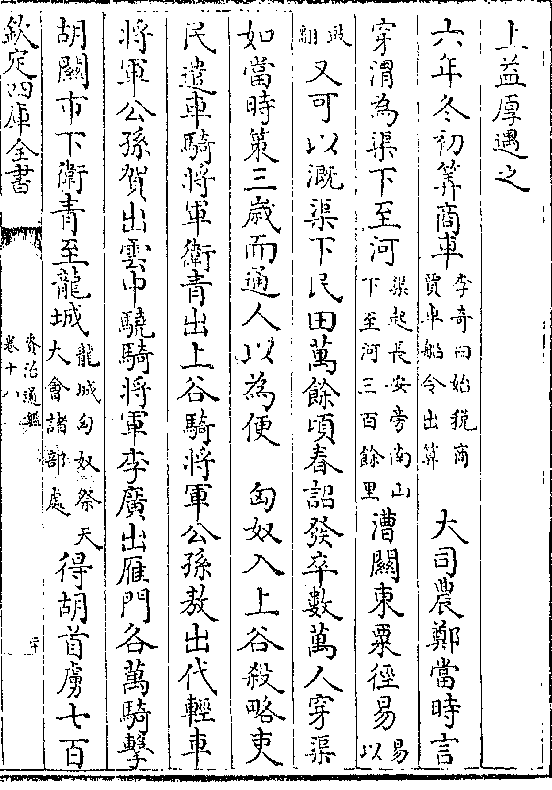 上益厚遇之
六年冬初算商車李奇曰始税商賈車船令出算　大司農鄭當時言
穿渭為渠下至河渠起長安旁南山下至河三百餘里漕關東粟徑易易以
豉翻又可以溉渠下民田萬餘頃春詔發卒數萬人穿渠
如當時策三歲而通人以為便　匈奴入上谷殺略吏
民遣車騎將軍衛青出上谷騎將軍公孫敖出代輕車
將軍公孫賀出雲中驍騎將軍李廣出雁門各萬騎擊
胡關市下衛青至龍城龍城匈奴祭天大會諸部處得胡首虜七百
欽定四庫全書
資治通鑑
卷十八